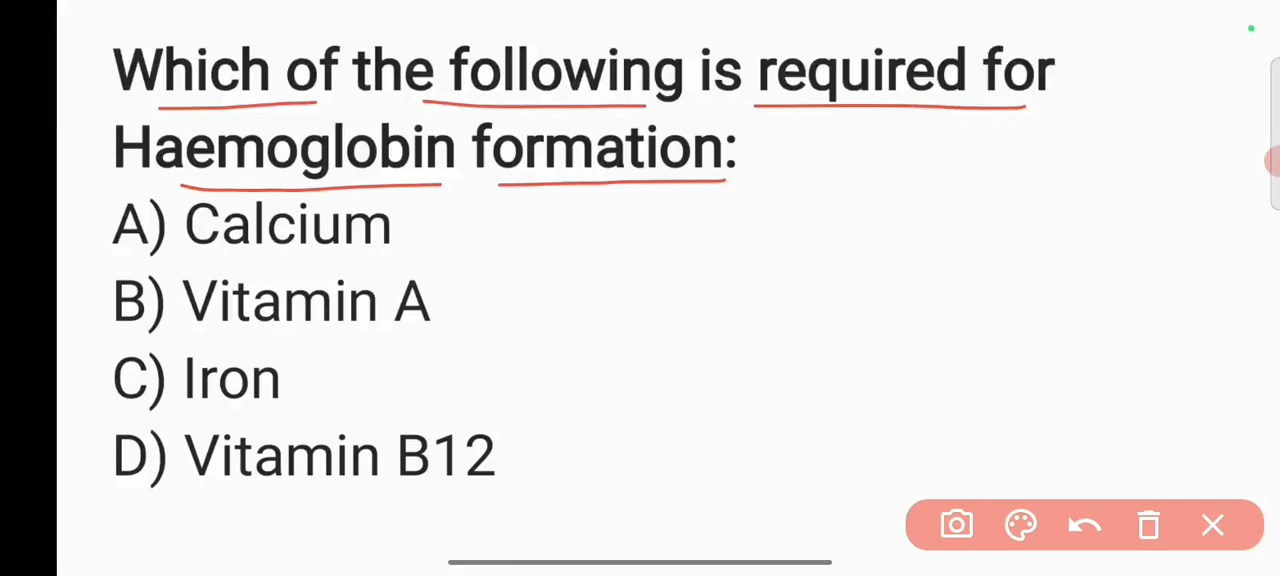 Which of the following is required for
Haemoglobin formation:
A) Calcium
B) Vitamin A
C) Iron
D) Vitamin B12